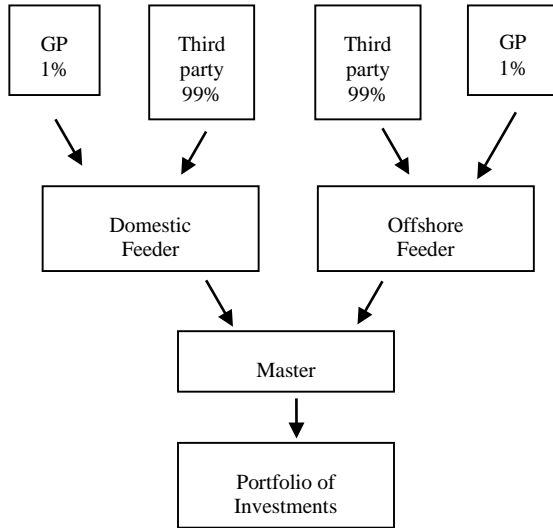 GP
1%
Third
party
99%
Third
party
99%
GP
1%
Domestic
Feeder
Offshore
Feeder
Master
Portfolio of
Investments